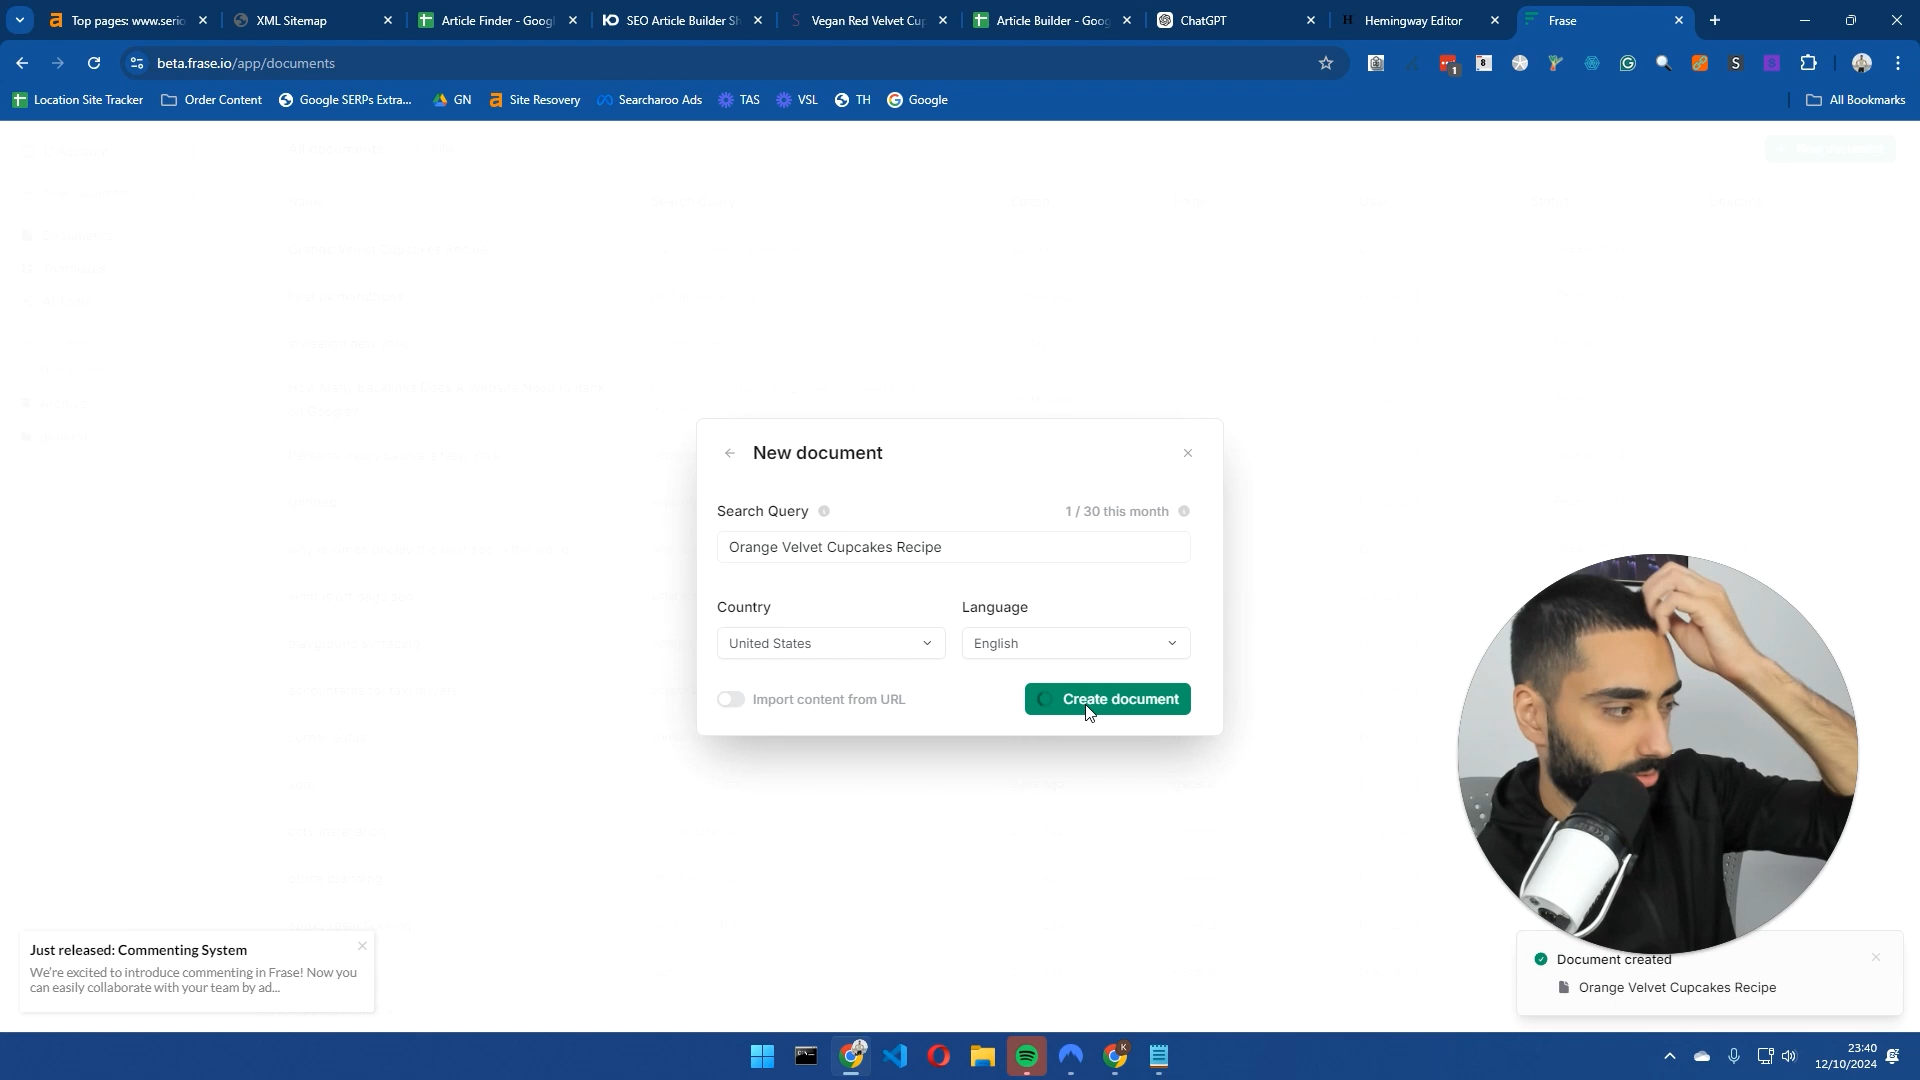 Top pages: www.serio
XML Sitemap
Article Finder - Googl
SEO Article Builder Sh
Vegan Red Velvet Cup
Article Builder - Goog
ChatGPT
Hemingway Editor
Frase
beta.frase.io/app/documents
Location Site Tracker
Order Content
Google SERPs Extra...
GN
Site Recovery
Searcharoo Ads
TAS
VSL
TH
Google
All Bookmarks
New document
Search Query
1 / 30 this month
Orange Velvet Cupcakes Recipe
Country
Language
United States
English
Import content from URL
Create document
Just released: Commenting System
We're excited to introduce commenting in Frase! Now you
can easily collaborate with your team by ad...
Document created
Orange Velvet Cupcakes Recipe
23:40
12/10/2024